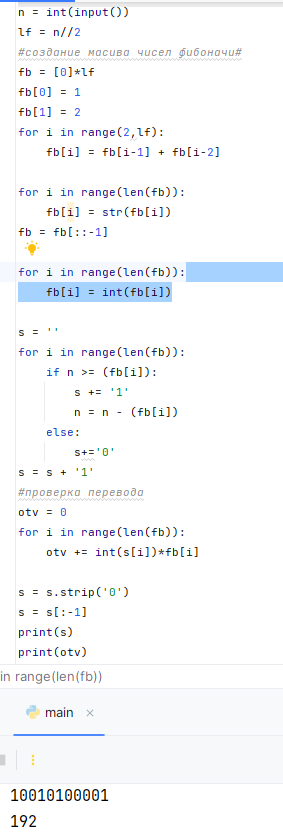 n = int(input())
lf = n//2
#создание масива чисел фибоначи#
fb = [0]*lf
fb[0] = 1
fb[1] = 2
for i in range(2,lf):
    fb[i] = fb[i-1] + fb[i-2]
for i in range(len(fb)):
    fb[i] = str(fb[i])
fb = fb[::-1]
for i in range(len(fb)):
    fb[i] = int(fb[i])
s = ''
for i in range(len(fb)):
    if n >= (fb[i]):
        s += '1'
        n = n - (fb[i])
    else:
        s+='0'
s = s + '1'
#проверка перевода
otv = 0
for i in range(len(fb)):
    otv += int(s[i])*fb[i]
s = s.strip('0')
s = s[:-1]
print(s)
print(otv)
in range(len(fb))
main ×
10010100001
192